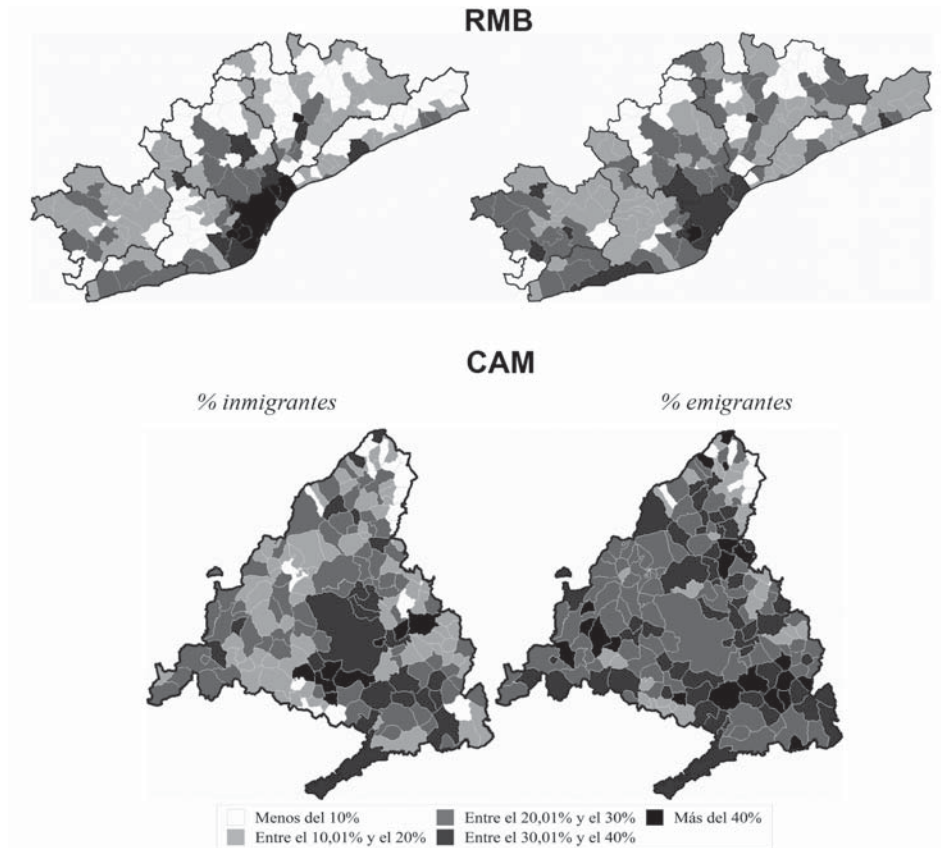 RMB
CAM
% inmigrantes % emigrantes
Menos del 10% Entre el 20,01% y el 30% Más del 40%
Entre el 10,01% y el 20% Entre el 30,01% y el 40%